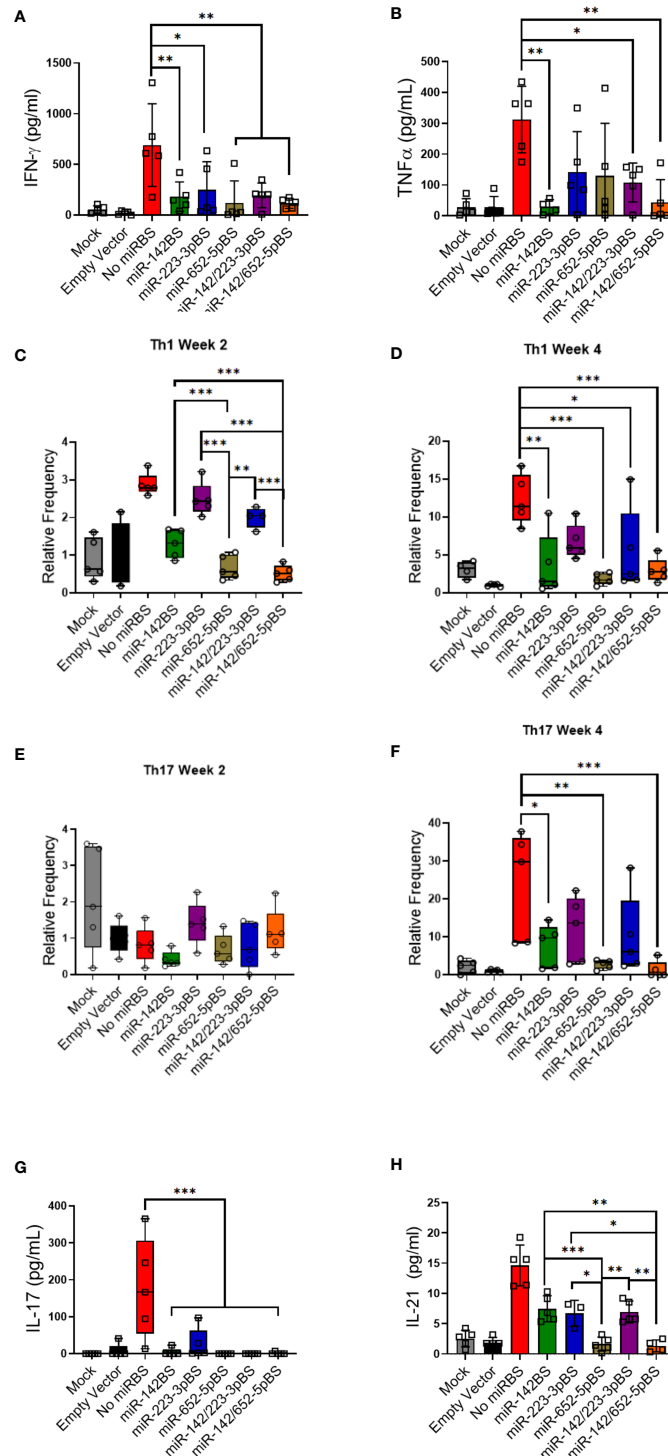 A
**
*
**
1500
1000
500
0
IFN-γ (pg/ml)
Mock
Empty Vector
No miRBS
miR-142BS
miR-223-3pBS
miR-652-5pBS
miR-142/223-3pBS
miR-142/652-5pBS
B
**
*
**
500
400
300
200
100
0
TNFα (pg/mL)
Mock
Empty Vector
No miRBS
miR-142BS
miR-223-3pBS
miR-652-5pBS
miR-142/223-3pBS
miR-142/652-5pBS
C
Th1 Week 2
***
***
***
***
**
***
4
3
2
1
0
Relative Frequency
Mock
Empty Vector
No miRBS
miR-142BS
miR-223-3pBS
miR-652-5pBS
miR-142/223-3pBS
miR-142/652-5pBS
D
Th1 Week 4
***
*
***
**
20
15
10
5
0
Relative Frequency
Mock
Empty Vector
No miRBS
miR-142BS
miR-223-3pBS
miR-652-5pBS
miR-142/223-3pBS
miR-142/652-5pBS
E
Th17 Week 2
4
3
2
1
0
Relative Frequency
Mock
Empty Vector
No miRBS
miR-142BS
miR-223-3pBS
miR-652-5pBS
miR-142/223-3pBS
miR-142/652-5pBS
F
Th17 Week 4
***
**
*
40
30
20
10
0
Relative Frequency
Mock
Empty Vector
No miRBS
miR-142BS
miR-223-3pBS
miR-652-5pBS
miR-142/223-3pBS
miR-142/652-5pBS
G
***
400
300
200
100
0
IL-17 (pg/mL)
Mock
Empty Vector
No miRBS
miR-142BS
miR-223-3pBS
miR-652-5pBS
miR-142/223-3pBS
miR-142/652-5pBS
H
**
*
***
*
**
**
25
20
15
10
5
0
IL-21 (pg/mL)
Mock
Empty Vector
No miRBS
miR-142BS
miR-223-3pBS
miR-652-5pBS
miR-142/223-3pBS
miR-142/652-5pBS